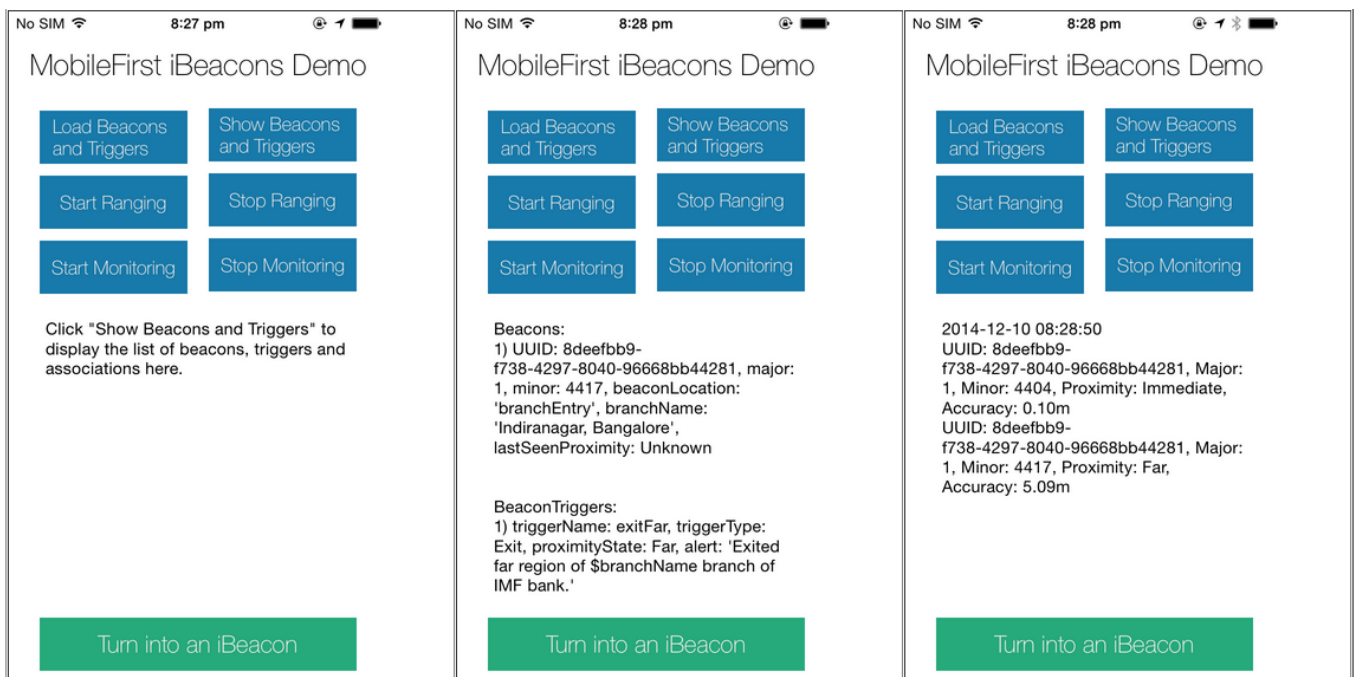 No SIM 8:27 pm
MobileFirst iBeacons Demo
Load Beacons
and Triggers
Show Beacons
and Triggers
Start Ranging
Stop Ranging
Start Monitoring
Stop Monitoring
Click "Show Beacons and Triggers" to
display the list of beacons, triggers and
associations here.
Turn into an iBeacon
No SIM 8:28 pm
MobileFirst iBeacons Demo
Load Beacons
and Triggers
Show Beacons
and Triggers
Start Ranging
Stop Ranging
Start Monitoring
Stop Monitoring
Beacons:
1) UUID: 8deefbb9-
f738-4297-8040-96668bb44281, major:
1, minor: 4417, beaconLocation:
'branchEntry', branchName:
'Indiranagar, Bangalore',
lastSeenProximity: Unknown
BeaconTriggers:
1) triggerName: exitFar, triggerType:
Exit, proximityState: Far, alert: 'Exited
far region of $branchName branch of
IMF bank.'
Turn into an iBeacon
No SIM 8:28 pm
MobileFirst iBeacons Demo
Load Beacons
and Triggers
Show Beacons
and Triggers
Start Ranging
Stop Ranging
Start Monitoring
Stop Monitoring
2014-12-10 08:28:50
UUID: 8deefbb9-
f738-4297-8040-96668bb44281, Major:
1, Minor: 4404, Proximity: Immediate,
Accuracy: 0.10m
UUID: 8deefbb9-
f738-4297-8040-96668bb44281, Major:
1, Minor: 4417, Proximity: Far,
Accuracy: 5.09m
Turn into an iBeacon